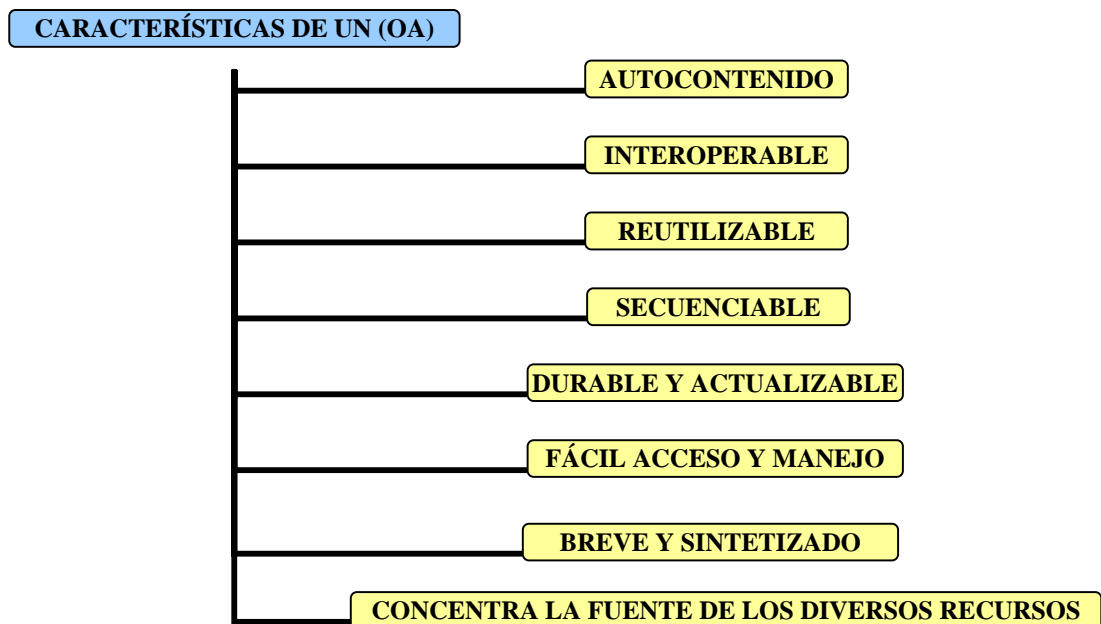 CARACTERÍSTICAS DE UN (OA)
AUTOCONTENIDO
INTEROPERABLE
REUTILIZABLE
SECUENCIABLE
DURABLE Y ACTUALIZABLE
FÁCIL ACCESO Y MANEJO
BREVE Y SINTETIZADO
CONCENTRA LA FUENTE DE LOS DIVERSOS RECURSOS